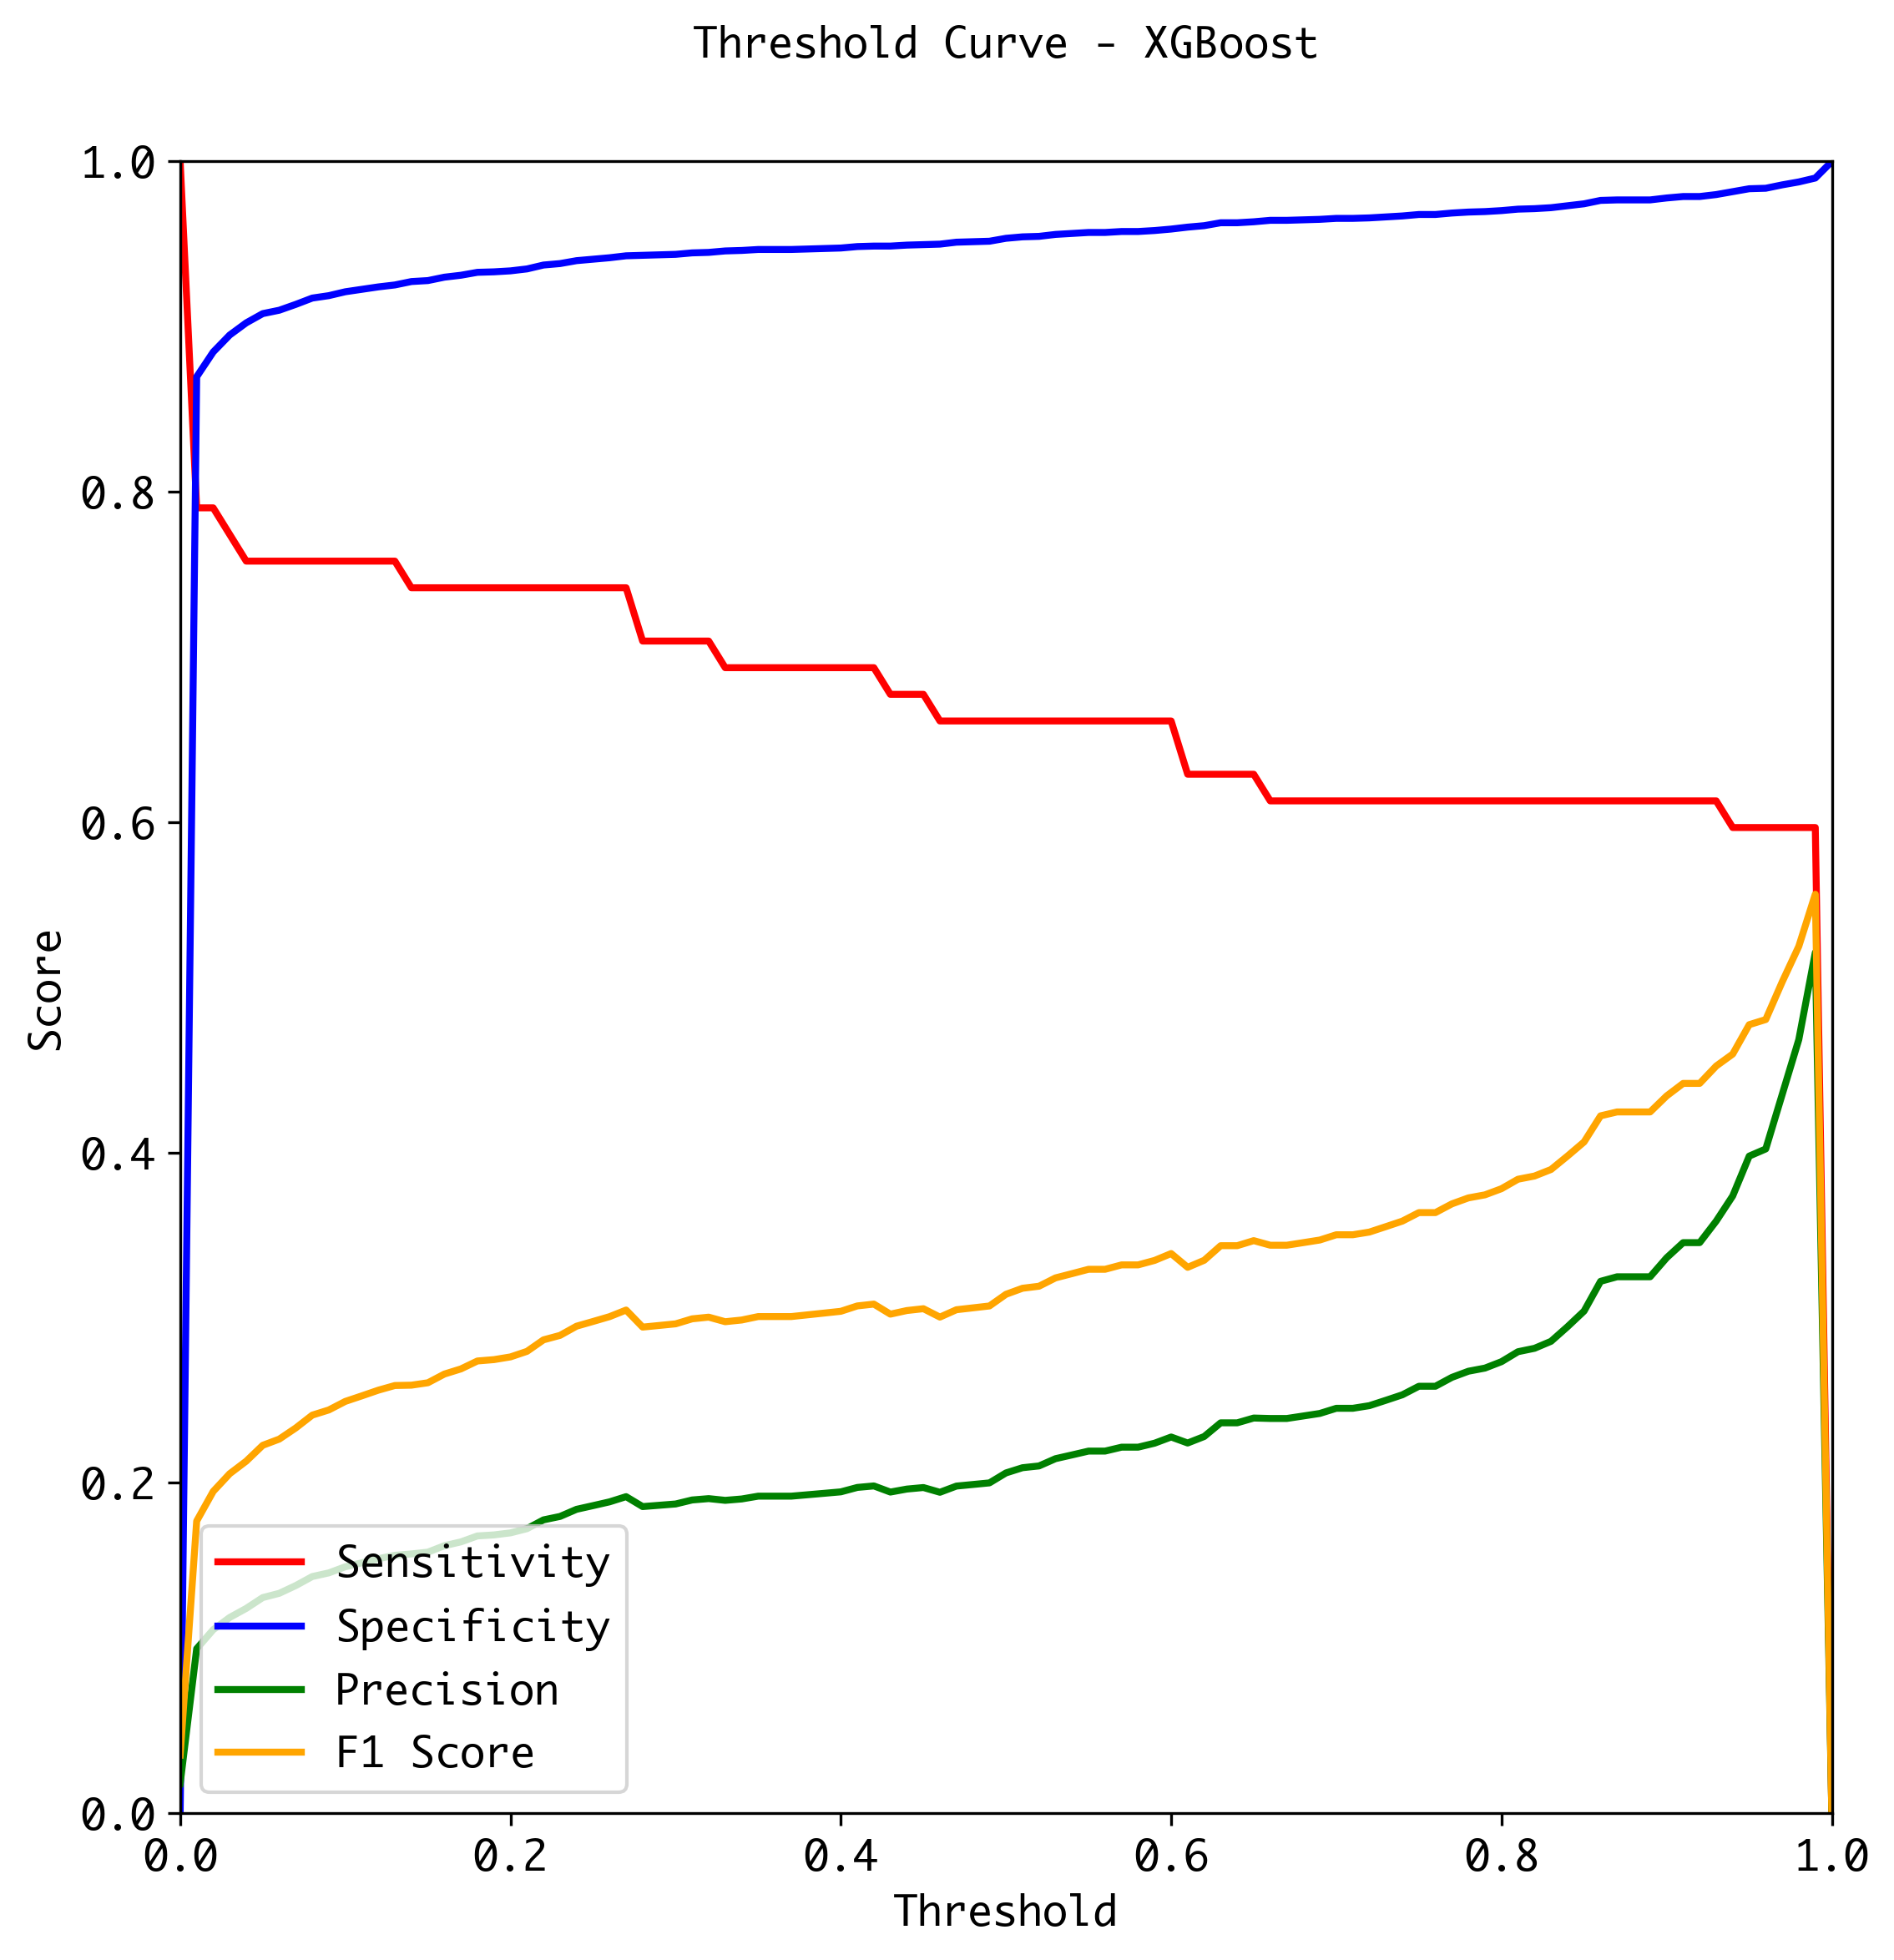 Threshold Curve - XGBoost
1.0
0.8
0.6
0.4
0.2
0.0
Score
Sensitivity
Specificity
Precision
F1 Score
0.0 0.2 0.4 0.6 0.8 1.0
Threshold